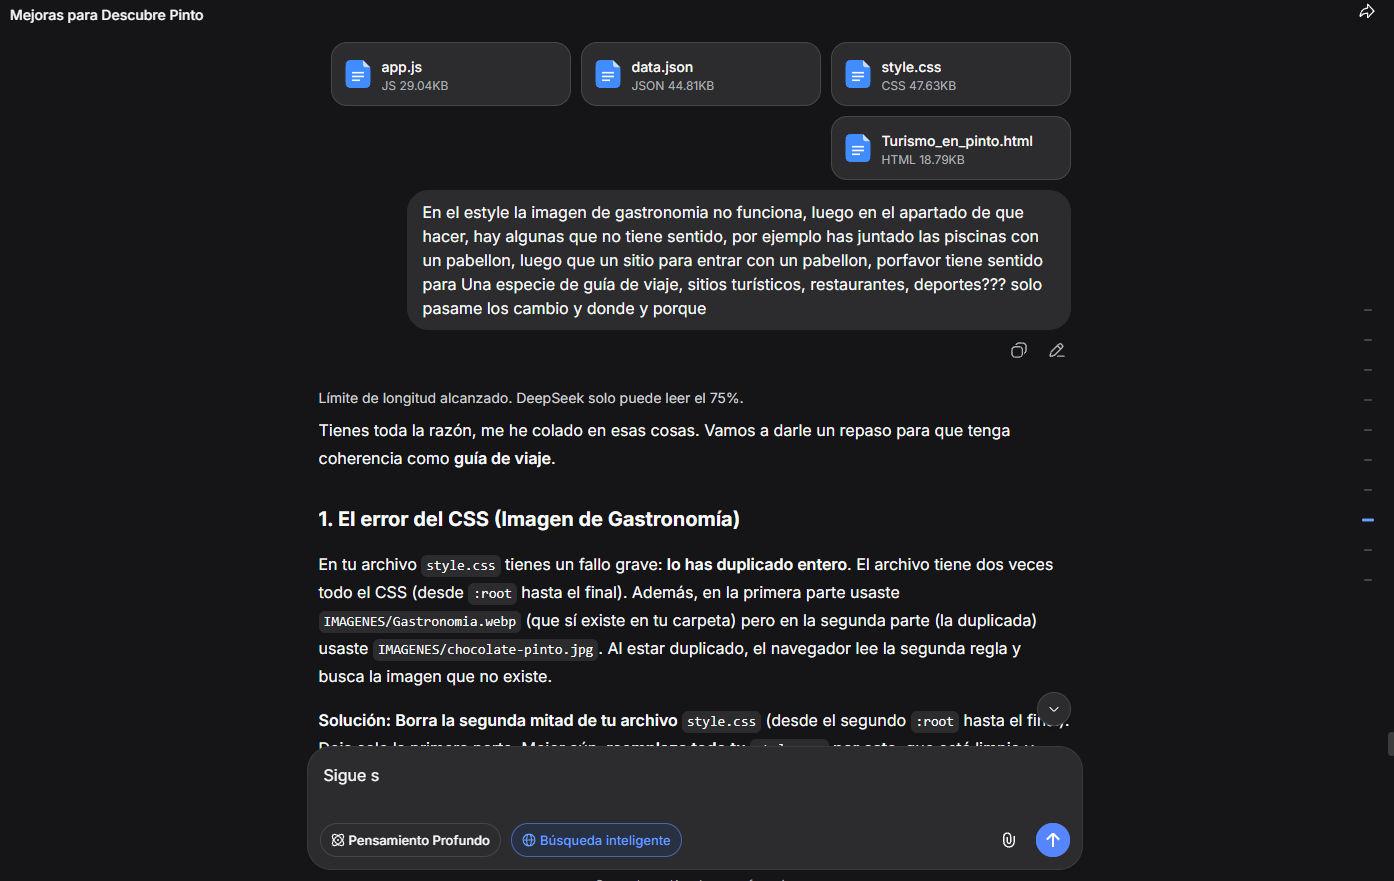 Mejoras para Descubre Pinto
app.js
JS 29.04KB
data.json
JSON 44.81KB
style.css
CSS 47.63KB
Turismo_en_pinto.html
HTML 18.79KB
En el estyle la imagen de gastronomia no funciona, luego en el apartado de que
hacer, hay algunas que no tiene sentido, por ejemplo has juntado las piscinas con
un pabellon, luego que un sitio para entrar con un pabellon, porfavor tiene sentido
para Una especie de guía de viaje, sitios turísticos, restaurantes, deportes??? solo
pasame los cambio y donde y porque
Límite de longitud alcanzado. DeepSeek solo puede leer el 75%.
Tienes toda la razón, me he colado en esas cosas. Vamos a darle un repaso para que tenga
coherencia como guía de viaje.
1. El error del CSS (Imagen de Gastronomía)
En tu archivo style.css tienes un fallo grave: lo has duplicado entero. El archivo tiene dos veces
todo el CSS (desde :root hasta el final). Además, en la primera parte usaste
IMAGENES/Gastronomia.webp (que sí existe en tu carpeta) pero en la segunda parte (la duplicada)
usaste IMAGENES/chocolate-pinto.jpg. Al estar duplicado, el navegador lee la segunda regla y
busca la imagen que no existe.
Solución: Borra la segunda mitad de tu archivo style.css (desde el segundo :root hasta el final).
Sigue s
Pensamiento Profundo
Búsqueda inteligente